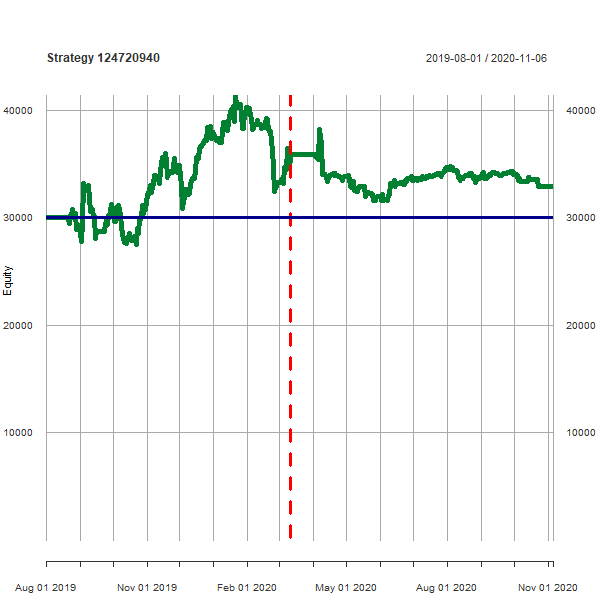 Strategy 124720940
2019-08-01 / 2020-11-06
40000
40000
30000
30000
20000
20000
10000
10000
Equity
Aug 01 2019
Nov 01 2019
Feb 01 2020
May 01 2020
Aug 01 2020
Nov 01 2020